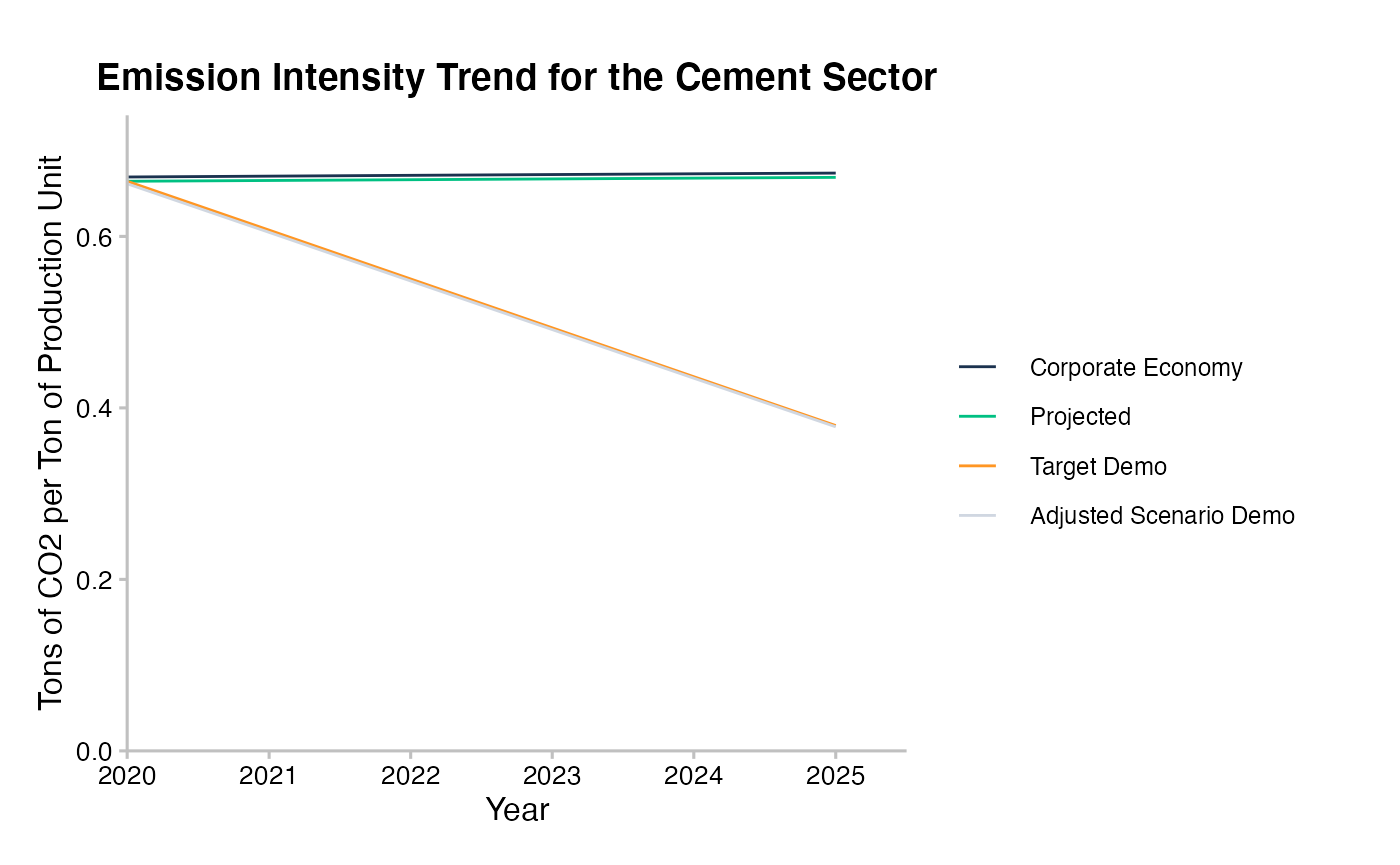 Emission Intensity Trend for the Cement Sector
Tons of CO2 per Ton of Production Unit
0.6
0.4
0.2
0.0
2020 2021 2022 2023 2024 2025
Year
Corporate Economy
Projected
Target Demo
Adjusted Scenario Demo